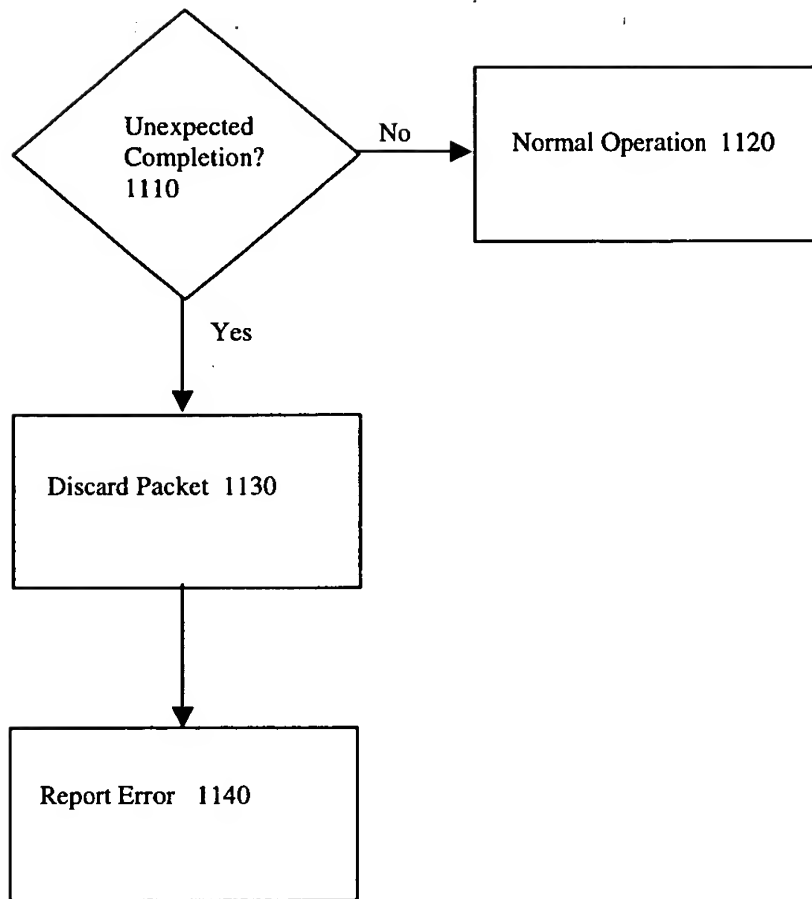 Unexpected
Completion?
1110
No
Normal Operation 1120
Yes
Discard Packet 1130
Report Error 1140